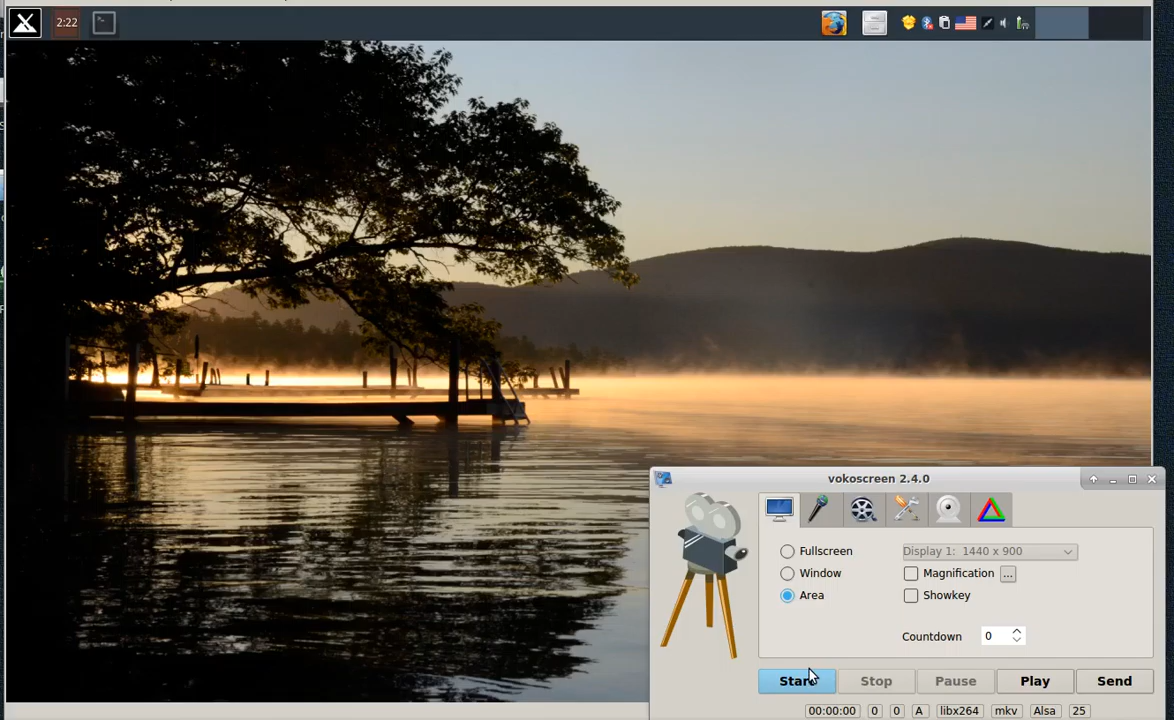 2:22
vokoscreen 2.4.0
Fullscreen
Display 1: 1440 x 900
Window
Magnification ...
Area
Showkey
Countdown 0
Start Stop Pause Play Send
00:00:00 0 0 A libx264 mkv Alsa 25